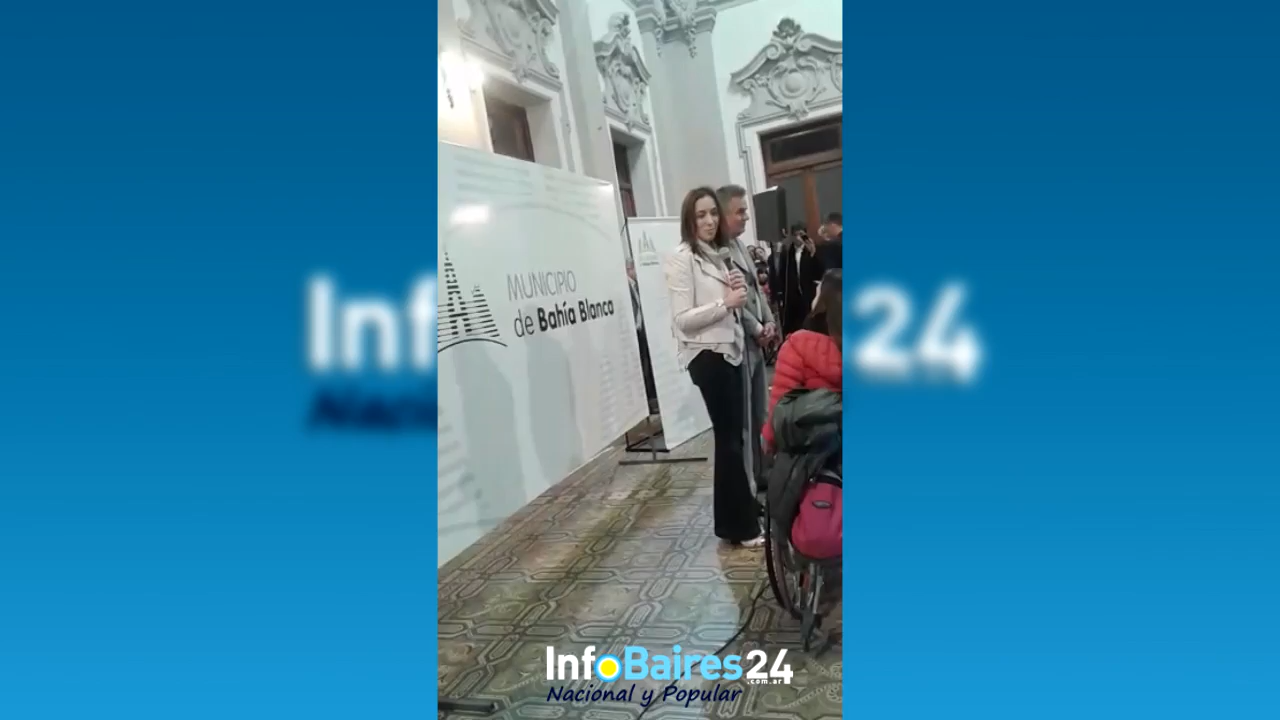 MUNICIPIO
de Bahía Blanca
InfoBaires24
.com.ar
Nacional y Popular